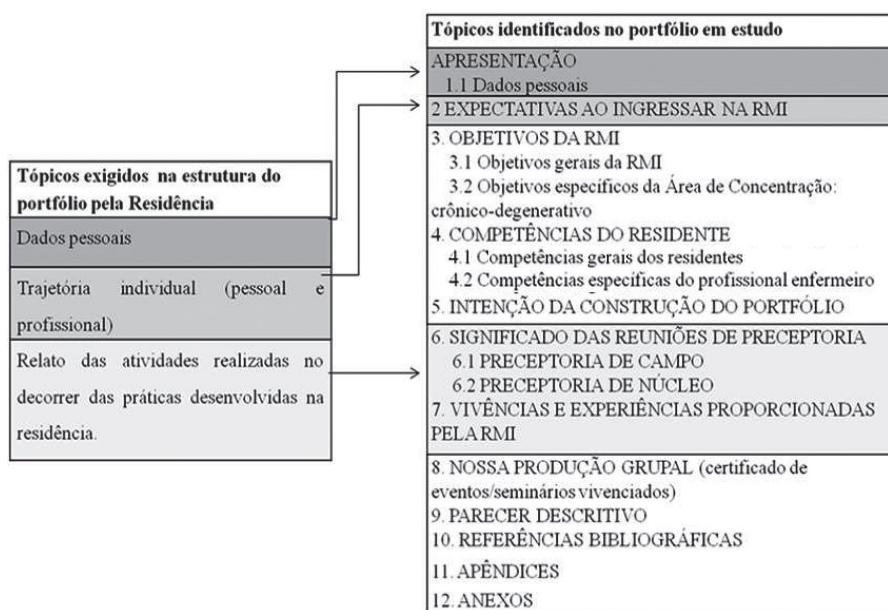 Tópicos exigidos na estrutura do
portfólio pela Residência
Dados pessoais
Trajetória individual (pessoal e
profissional)
Relato das atividades realizadas no
decorrer das práticas desenvolvidas na
residência.
Tópicos identificados no portfólio em estudo
APRESENTAÇÃO
1.1 Dados pessoais
2 EXPECTATIVAS AO INGRESSAR NA RMI
3. OBJETIVOS DA RMI
3.1 Objetivos gerais da RMI
3.2 Objetivos específicos da Área de Concentração:
crônico-degenerativo
4. COMPETÊNCIAS DO RESIDENTE
4.1 Competências gerais dos residentes
4.2 Competências específicas do profissional enfermeiro
5. INTENÇÃO DA CONSTRUÇÃO DO PORTFÓLIO
6. SIGNIFICADO DAS REUNIÕES DE PRECEPTORIA
6.1 PRECEPTORIA DE CAMPO
6.2 PRECEPTORIA DE NÚCLEO
7. VIVÊNCIAS E EXPERIÊNCIAS PROPORCIONADAS
PELA RMI
8. NOSSA PRODUÇÃO GRUPAL (certificado de
eventos/seminários vivenciados)
9. PARECER DESCRITIVO
10. REFERÊNCIAS BIBLIOGRÁFICAS
11. APÊNDICES
12. ANEXOS